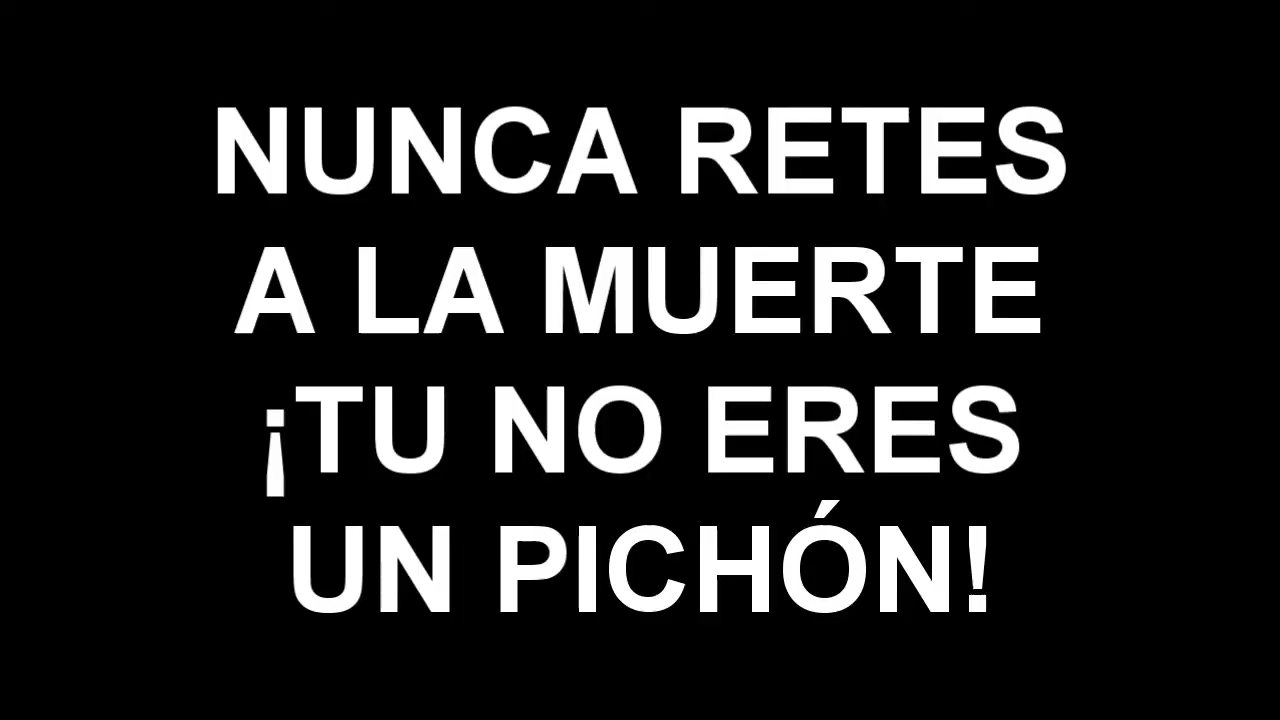 NUNCA RETES
A LA MUERTE
¡TU NO ERES
UN PICHÓN!